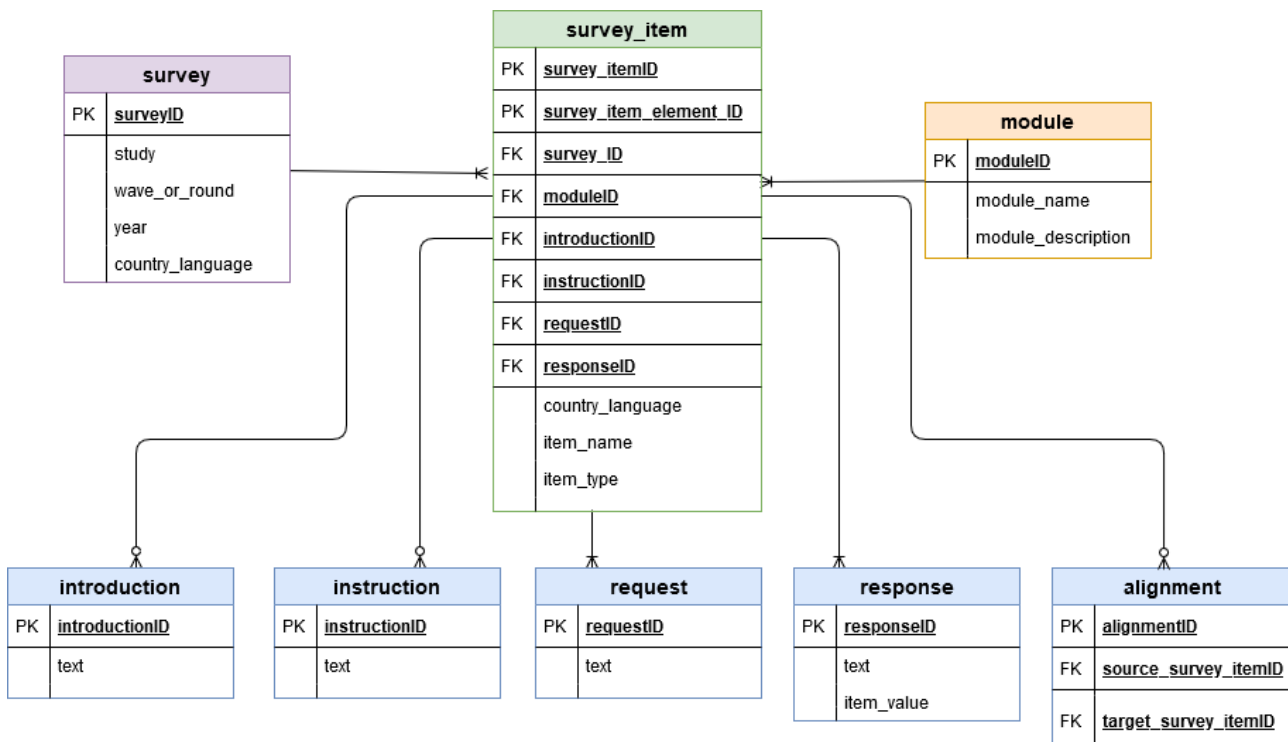 survey_item
PK survey_itemID
PK survey_item_element_ID
FK survey_ID
FK moduleID
FK introductionID
FK instructionID
FK requestID
FK responseID
country_language
item_name
item_type
survey
PK surveyID
study
wave_or_round
year
country_language
module
PK moduleID
module_name
module_description
introduction
PK introductionID
text
instruction
PK instructionID
text
request
PK requestID
text
response
PK responseID
text
item_value
alignment
PK alignmentID
FK source_survey_itemID
FK target_survey_itemID